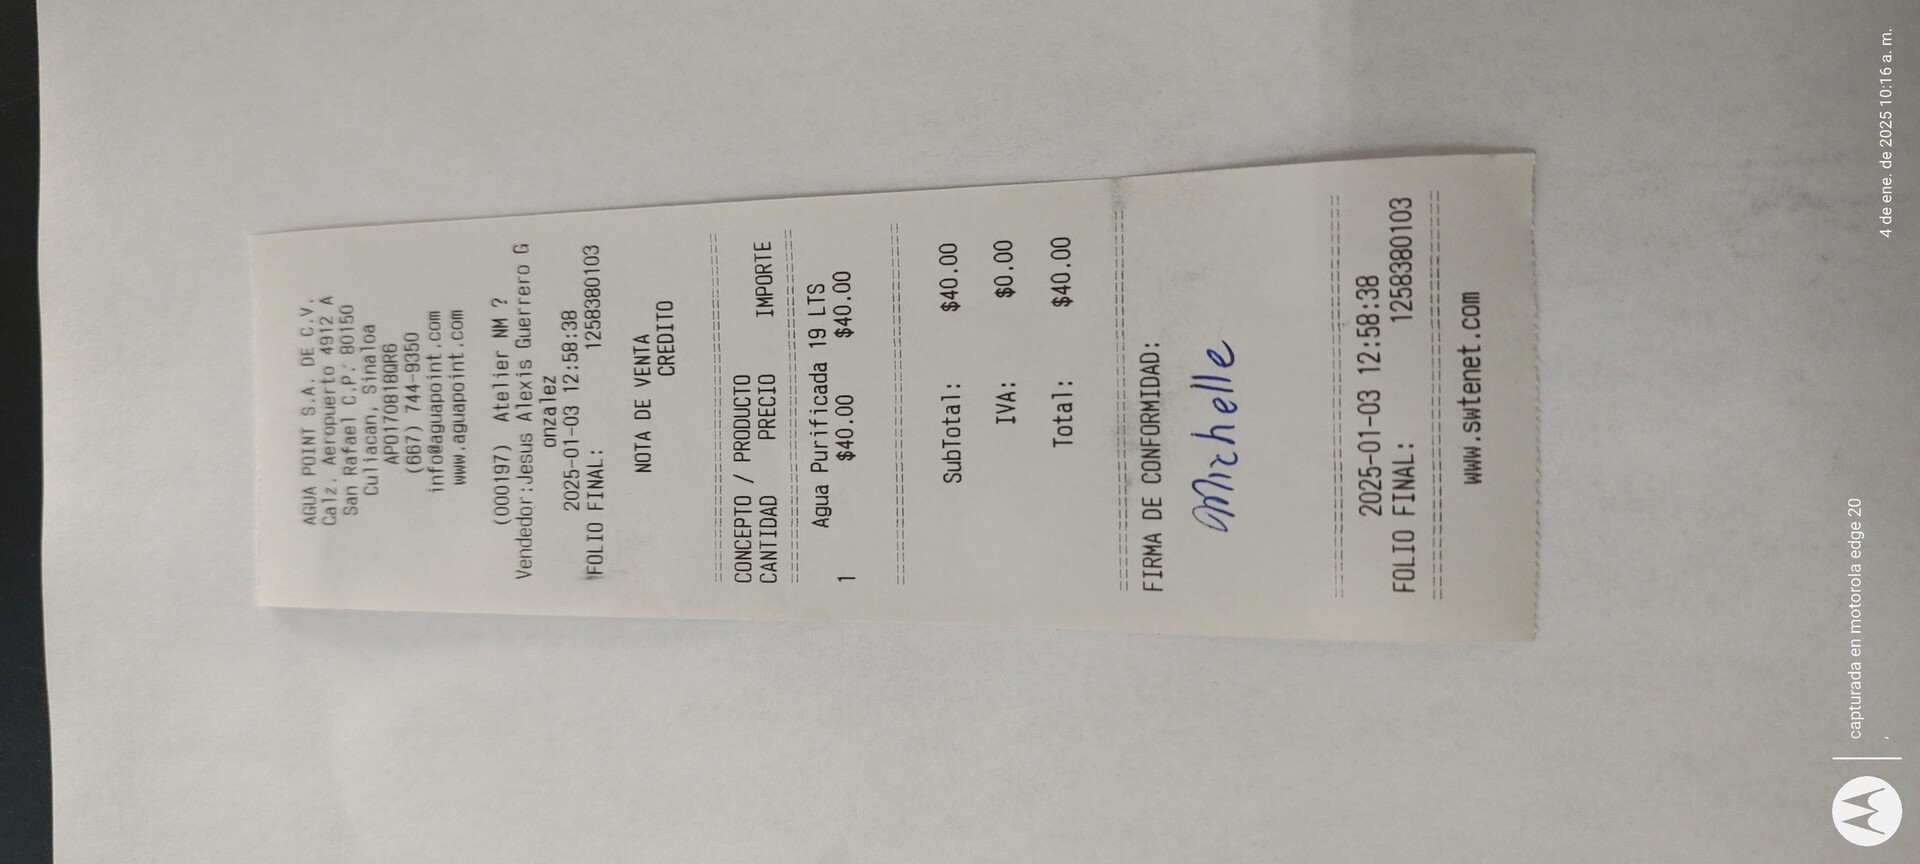 AGUA POINT S.A. DE C.V.
Calz. Aeropuerto 4912 A
San Rafael C.P: 80150
Culiacan, Sinaloa
APO170818QR6
(667) 744-9350
info@aguapoint.com
www.aguapoint.com
(000197) Atelier NM ?
Vendedor:Jesus Alexis Guerrero G
onzalez
2025-01-03 12:58:38
FOLIO FINAL: 1258380103
NOTA DE VENTA
CREDITO
CONCEPTO / PRODUCTO
CANTIDAD PRECIO IMPORTE
Agua Purificada 19 LTS
1 $40.00 $40.00
SubTotal: $40.00
IVA: $0.00
Total: $40.00
FIRMA DE CONFORMIDAD:
Michelle
2025-01-03 12:58:38
FOLIO FINAL: 1258380103
www.swtenet.com
capturada en motorola edge 20
4 de ene. de 2025 10:16 a. m.